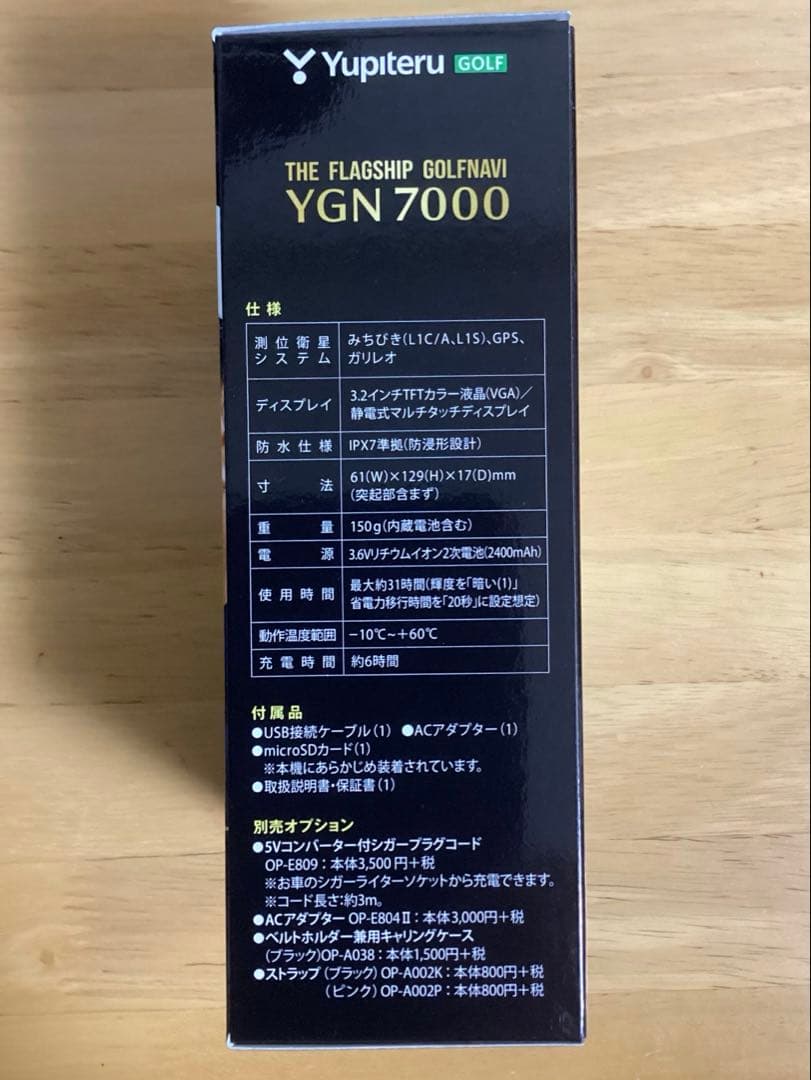 Yupiteru GOLF
THE FLAGSHIP GOLFNAVI
YGN 7000
仕様
測位衛星システム みちびき(L1C/A、L1S)、GPS、
ガリレオ
ディスプレイ 3.2インチTFTカラー液晶(VGA)／
静電式マルチタッチディスプレイ
防水仕様 IPX7準拠(防浸形設計)
寸法 61(W)×129(H)×17(D)mm
(突起部含まず)
重量 150g(内蔵電池含む)
電源 3.6Vリチウムイオン2次電池(2400mAh)
使用時間 最大約31時間(輝度を「暗い(1)」
省電力移行時間を「20秒」に設定想定)
動作温度範囲 −10℃~+60℃
充電時間 約6時間
付属品
●USB接続ケーブル(1) ●ACアダプター(1)
●microSDカード(1)
※本機にあらかじめ装着されています。
●取扱説明書・保証書(1)
別売オプション
●5Vコンバーター付シガープラグコード
OP-E809：本体3,500円＋税
※お車のシガーライターソケットから充電できます。
※コード長さ：約3m。
●ACアダプター OP-E804Ⅱ：本体3,000円＋税
●ベルトホルダー兼用キャリングケース
(ブラック)OP-A038：本体1,500円＋税
●ストラップ (ブラック) OP-A002K：本体800円＋税
(ピンク) OP-A002P：本体800円＋税